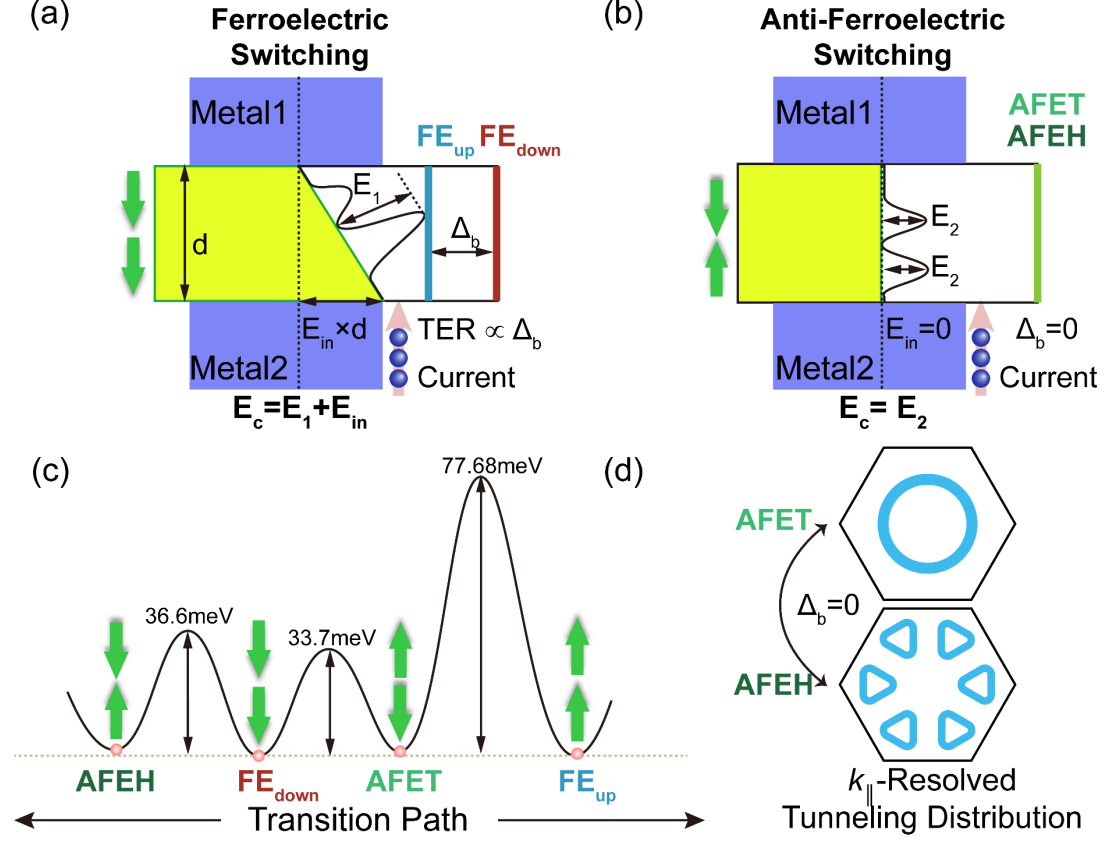 (a)
Ferroelectric
Switching
Metal1
FEup FEdown
E1
d
Δb
Ein×d
TER ∝ Δb
Metal2
Current
Ec=E1+Ein
(b)
Anti-Ferroelectric
Switching
Metal1
AFET
AFEH
E2
E2
Ein=0
Δb=0
Metal2
Current
Ec= E2
(c)
77.68meV
36.6meV
33.7meV
AFEH
FEdown
AFET
FEup
Transition Path
(d)
AFET
Δb=0
AFEH
k∥-Resolved
Tunneling Distribution